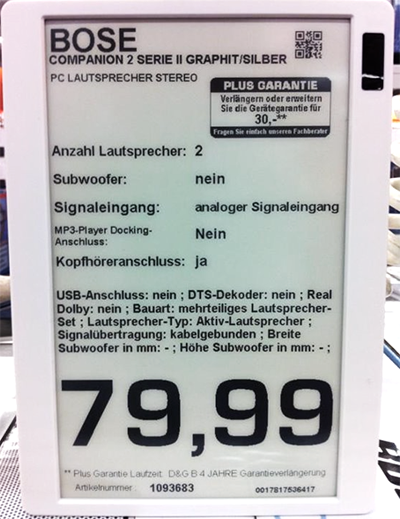 BOSE
COMPANION 2 SERIE II GRAPHIT/SILBER
PC LAUTSPRECHER STEREO
PLUS GARANTIE
Verlängern oder erweitern
Sie die Gerätegarantie für
30,-**
Fragen Sie einfach unseren Fachberater
Anzahl Lautsprecher: 2
Subwoofer: nein
Signaleingang: analoger Signaleingang
MP3-Player Docking-
Anschluss: Nein
Kopfhöreranschluss: ja
USB-Anschluss: nein ; DTS-Dekoder: nein ; Real
Dolby: nein ; Bauart: mehrteiliges Lautsprecher-
Set ; Lautsprecher-Typ: Aktiv-Lautsprecher ;
Signalübertragung: kabelgebunden ; Breite
Subwoofer in mm: - ; Höhe Subwoofer in mm: - ;
79,99
** Plus Garantie Laufzeit D&G B 4 JAHRE Garantieverlängerung
Artikelnummer : 1093683 0017817536417